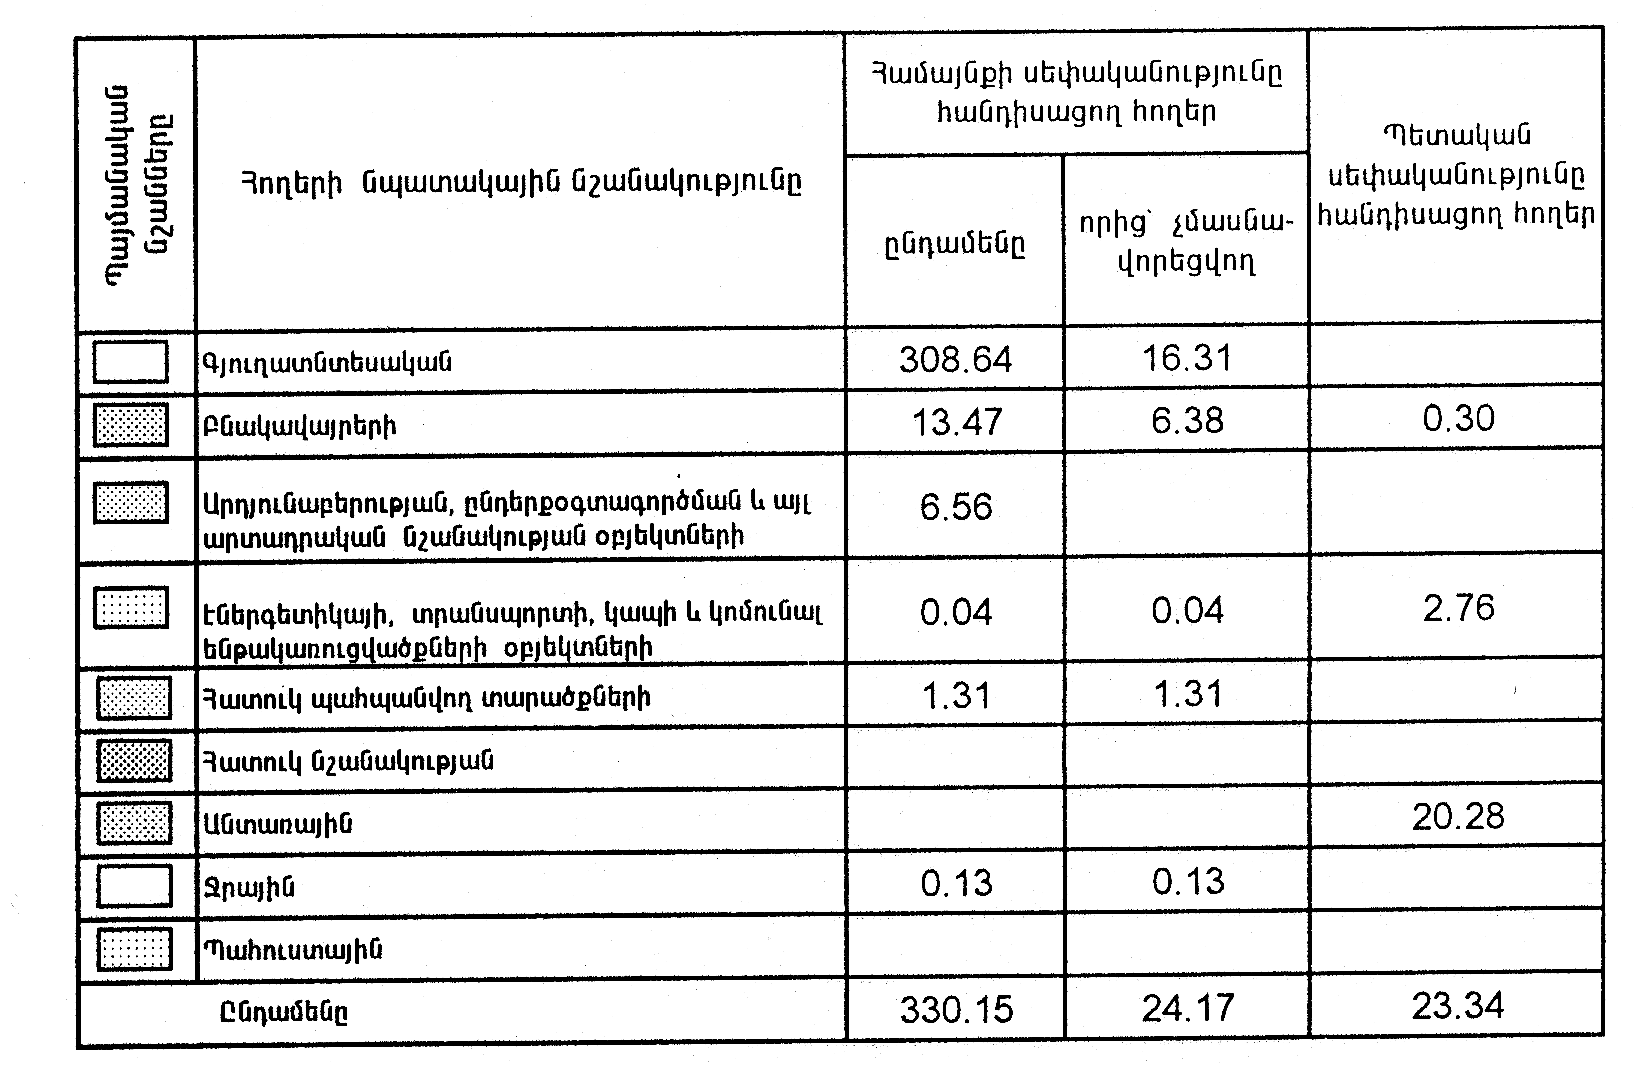 Պայմանական
նշանները
Հողերի նպատակային նշանակությունը
Համայնքի սեփականությունը
հանդիսացող հողեր
ընդամենը
որից՝ չմասնա-
վորեցվող
Պետական
սեփականությունը
հանդիսացող հողեր
Գյուղատնտեսական 308.64 16.31
Բնակավայրերի 13.47 6.38 0.30
Արդյունաբերության, ընդերքօգտագործման և այլ
արտադրական նշանակության օբյեկտների
6.56
Էներգետիկայի, տրանսպորտի, կապի և կոմունալ
ենթակառուցվածքների օբյեկտների
0.04 0.04 2.76
Հատուկ պահպանվող տարածքների 1.31 1.31
Հատուկ նշանակության
Անտառային 20.28
Ջրային 0.13 0.13
Պահուստային
Ընդամենը 330.15 24.17 23.34